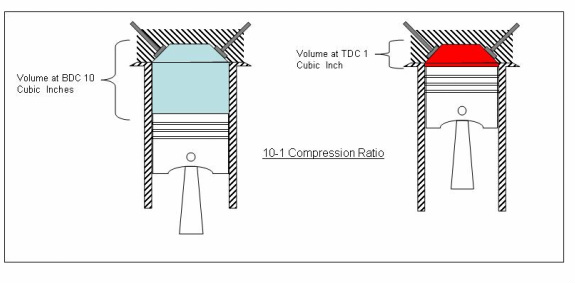 Volume at BDC 10
Cubic Inches
Volume at TDC 1
Cubic Inch
10-1 Compression Ratio